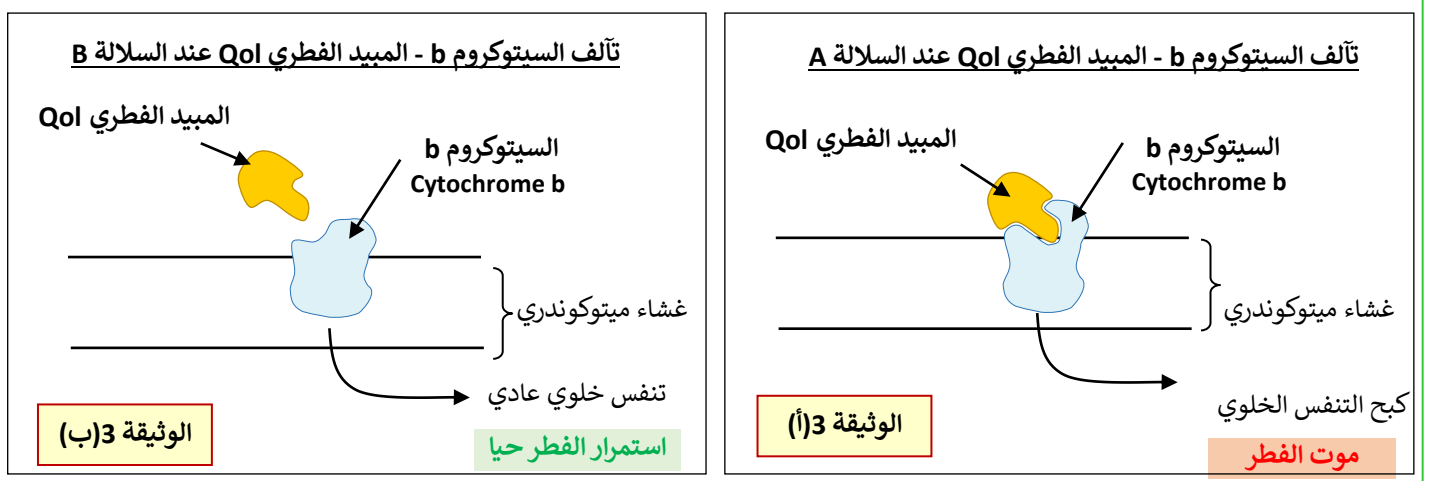 تآلف السيتوكروم b - المبيد الفطري QoI عند السلالة A
المبيد الفطري QoI
السيتوكروم b
Cytochrome b
غشاء ميتوكوندري
كبح التنفس الخلوي
موت الفطر
الوثيقة 3(أ)
تآلف السيتوكروم b - المبيد الفطري QoI عند السلالة B
المبيد الفطري QoI
السيتوكروم b
Cytochrome b
غشاء ميتوكوندري
تنفس خلوي عادي
استمرار الفطر حيا
الوثيقة 3(ب)